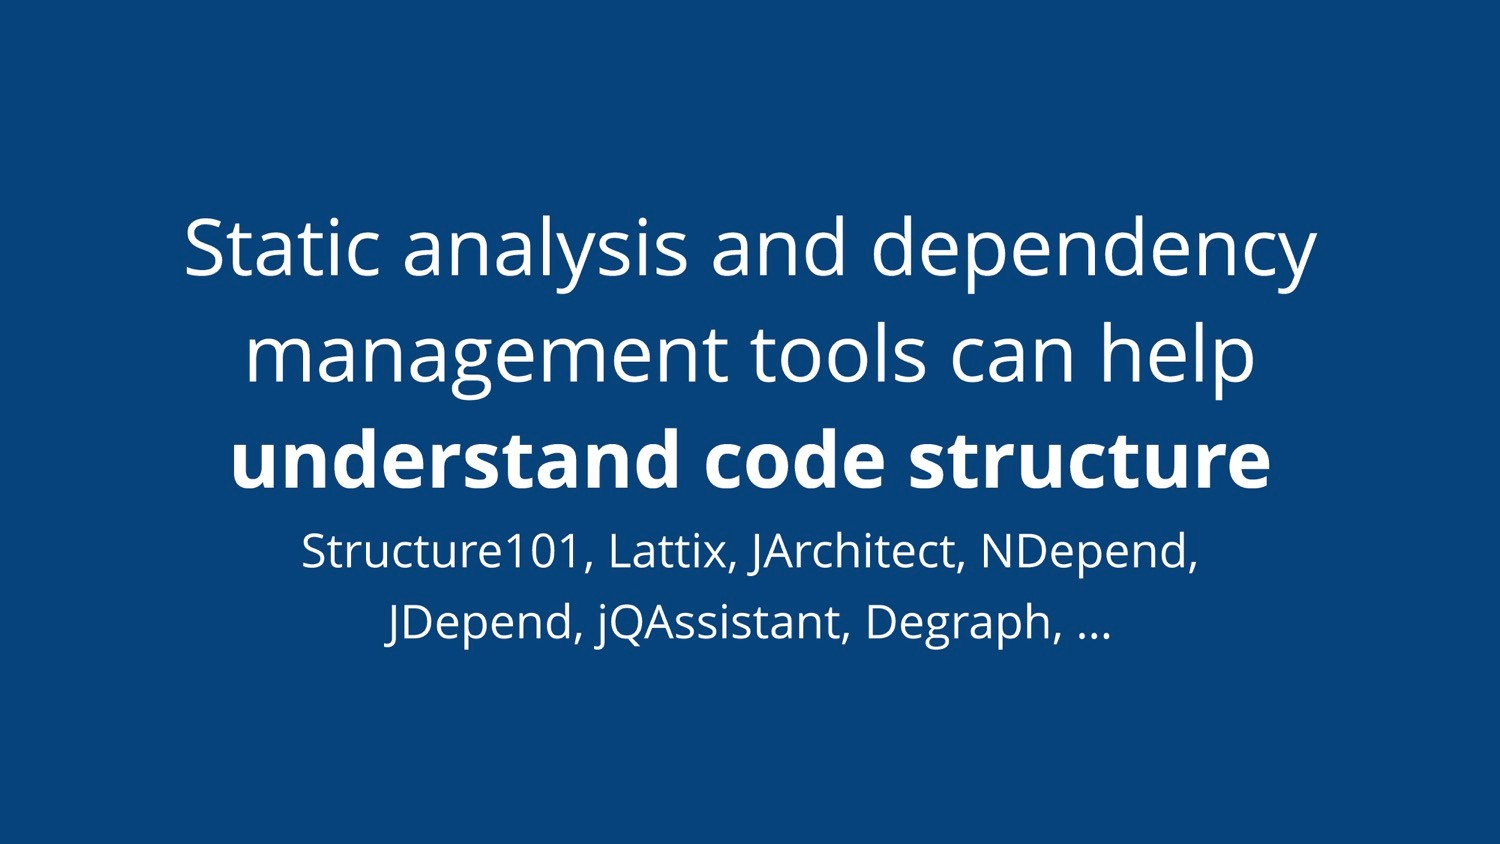 Static analysis and dependency
management tools can help
understand code structure
Structure101, Lattix, JArchitect, NDepend,
JDepend, jQAssistant, Degraph, ...